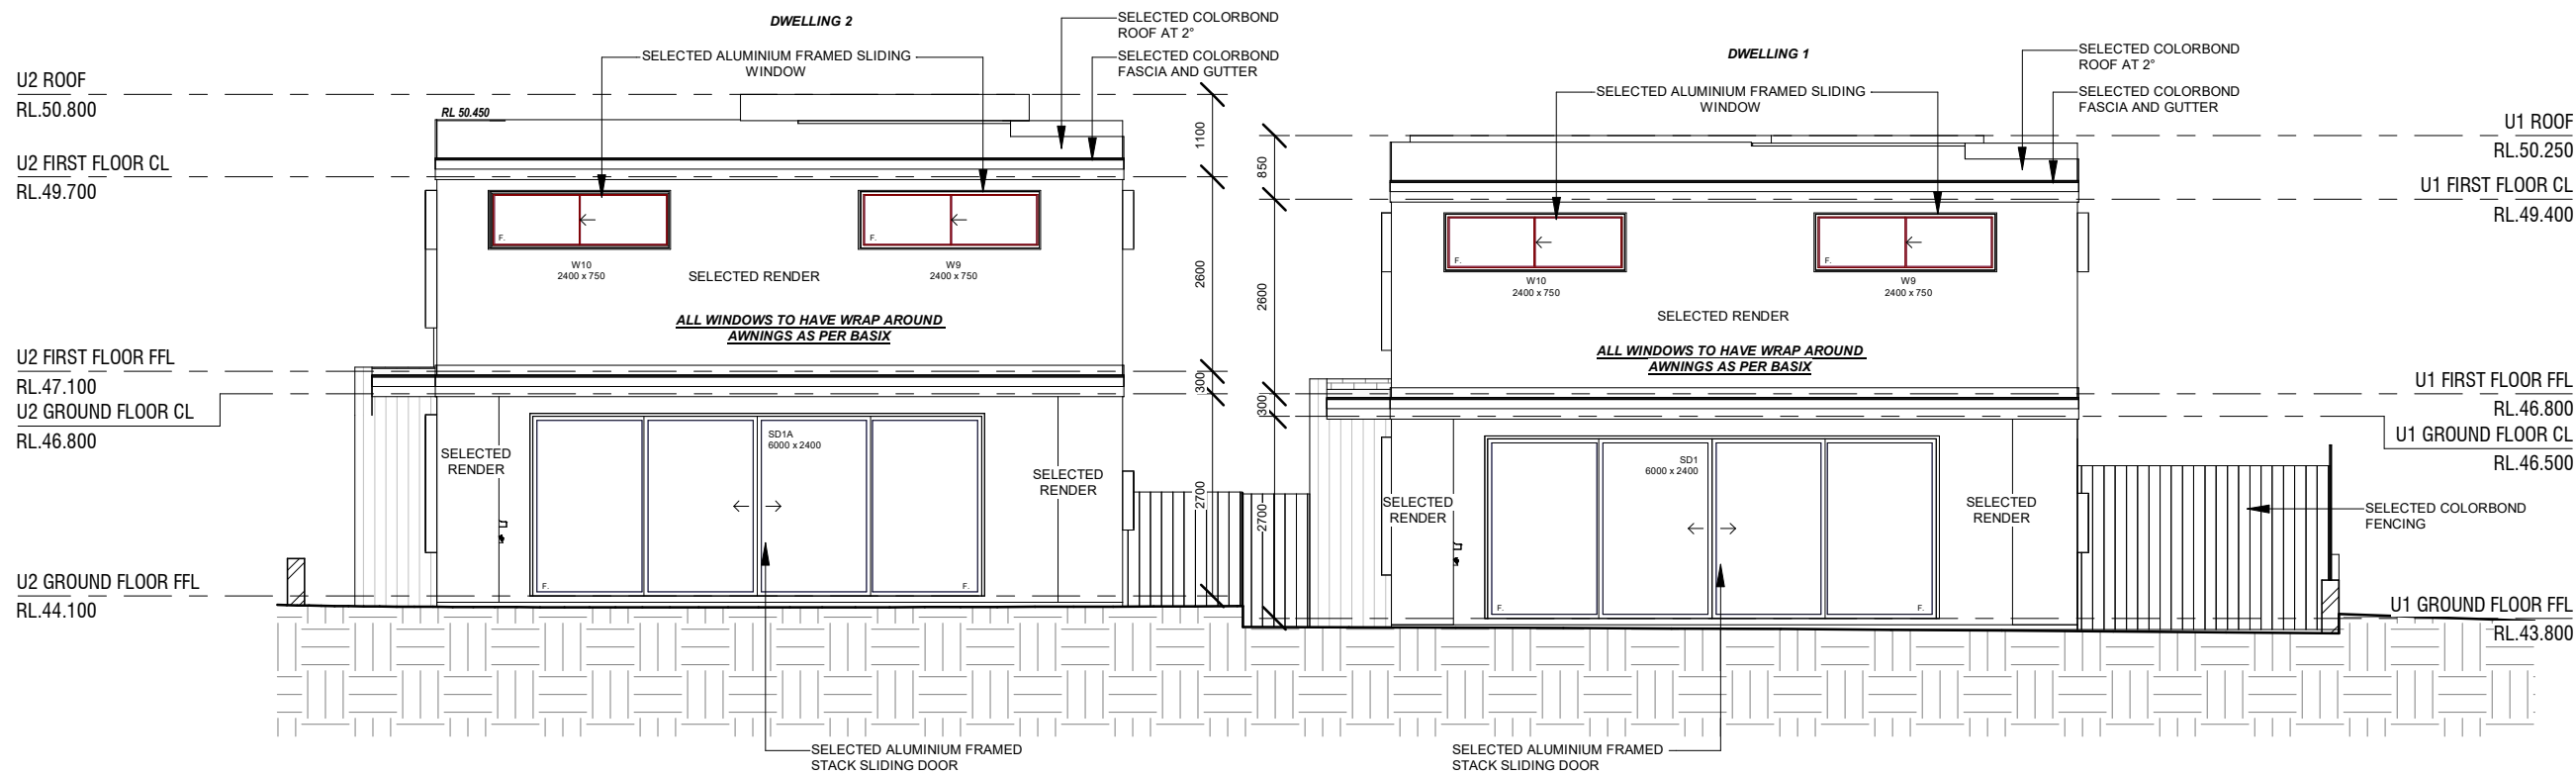 DWELLING 2
SELECTED COLORBOND
ROOF AT 2°
SELECTED ALUMINIUM FRAMED SLIDING
WINDOW
SELECTED COLORBOND
FASCIA AND GUTTER
U2 ROOF
RL.50.800
RL 50.450
U2 FIRST FLOOR CL
RL.49.700
W10
2400 x 750
W9
2400 x 750
F.
F.
SELECTED RENDER
ALL WINDOWS TO HAVE WRAP AROUND
AWNINGS AS PER BASIX
U2 FIRST FLOOR FFL
RL.47.100
U2 GROUND FLOOR CL
RL.46.800
SELECTED
RENDER
SD1A
6000 x 2400
SELECTED
RENDER
F.
F.
U2 GROUND FLOOR FFL
RL.44.100
SELECTED ALUMINIUM FRAMED
STACK SLIDING DOOR
1100
2600
300
2700
DWELLING 1
SELECTED COLORBOND
ROOF AT 2°
SELECTED ALUMINIUM FRAMED SLIDING
WINDOW
SELECTED COLORBOND
FASCIA AND GUTTER
U1 ROOF
RL.50.250
U1 FIRST FLOOR CL
RL.49.400
850
2600
300
2700
F.
F.
W10
2400 x 750
W9
2400 x 750
SELECTED RENDER
ALL WINDOWS TO HAVE WRAP AROUND
AWNINGS AS PER BASIX
U1 FIRST FLOOR FFL
RL.46.800
U1 GROUND FLOOR CL
RL.46.500
SD1
6000 x 2400
SELECTED
RENDER
SELECTED
RENDER
SELECTED COLORBOND
FENCING
F.
F.
U1 GROUND FLOOR FFL
RL.43.800
SELECTED ALUMINIUM FRAMED
STACK SLIDING DOOR